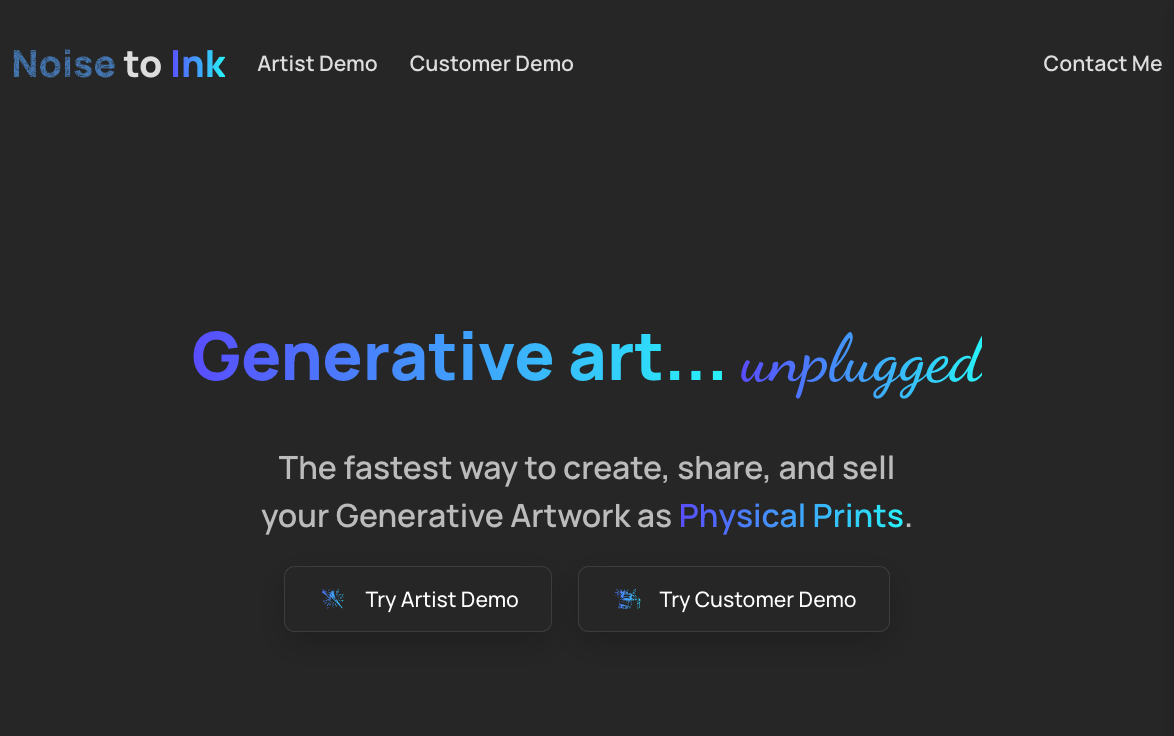 Noise to Ink
Artist Demo
Customer Demo
Contact Me
Generative art... unplugged
The fastest way to create, share, and sell
your Generative Artwork as Physical Prints.
Try Artist Demo
Try Customer Demo